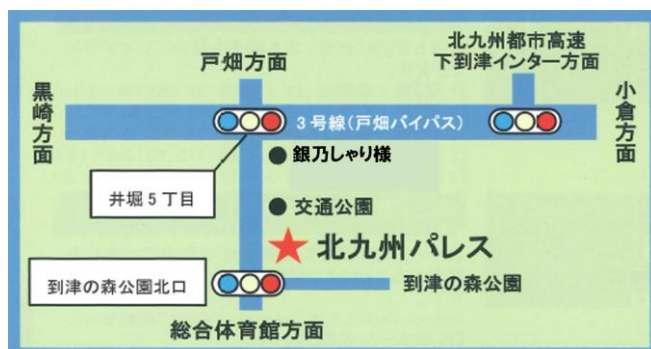 北九州都市高速
下到津インター方面
戸畑方面
黒崎方面
3号線(戸畑バイパス)
小倉方面
銀乃しゃり様
井堀5丁目
交通公園
北九州パレス
到津の森公園北口
到津の森公園
総合体育館方面